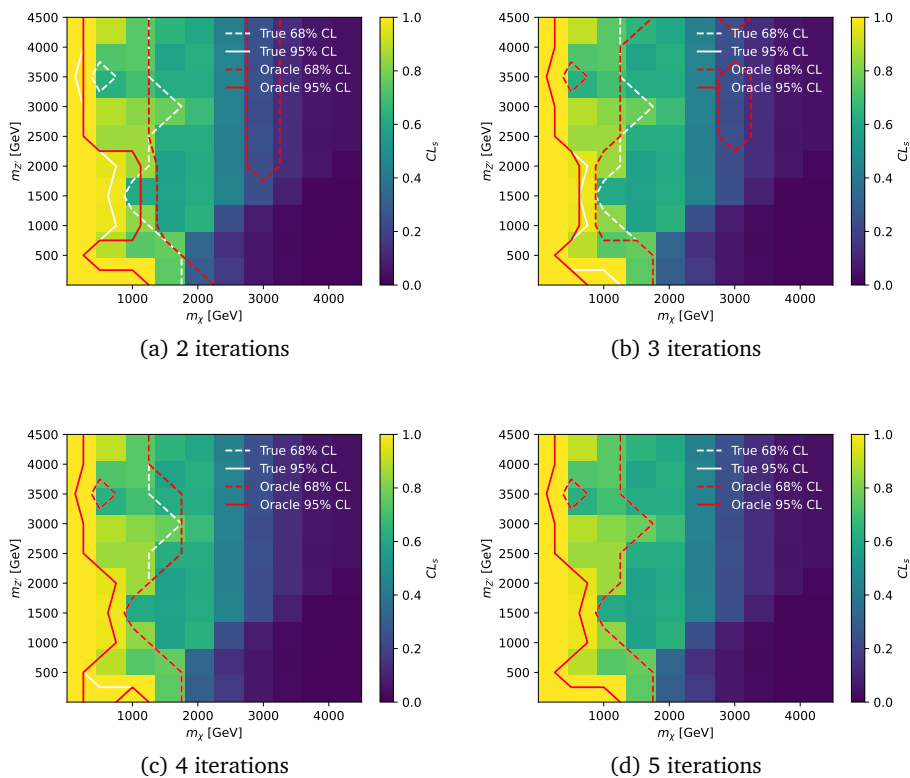 4500
4000
3500
3000
2500
2000
1500
1000
500
1000 2000 3000 4000
m_χ [GeV]
m_Z' [GeV]
True 68% CL
True 95% CL
Oracle 68% CL
Oracle 95% CL
1.0
0.8
0.6
0.4
0.2
0.0
CL_s
(a) 2 iterations
4500
4000
3500
3000
2500
2000
1500
1000
500
1000 2000 3000 4000
m_χ [GeV]
m_Z' [GeV]
True 68% CL
True 95% CL
Oracle 68% CL
Oracle 95% CL
1.0
0.8
0.6
0.4
0.2
0.0
CL_s
(b) 3 iterations
4500
4000
3500
3000
2500
2000
1500
1000
500
1000 2000 3000 4000
m_χ [GeV]
m_Z' [GeV]
True 68% CL
True 95% CL
Oracle 68% CL
Oracle 95% CL
1.0
0.8
0.6
0.4
0.2
0.0
CL_s
(c) 4 iterations
4500
4000
3500
3000
2500
2000
1500
1000
500
1000 2000 3000 4000
m_χ [GeV]
m_Z' [GeV]
True 68% CL
True 95% CL
Oracle 68% CL
Oracle 95% CL
1.0
0.8
0.6
0.4
0.2
0.0
CL_s
(d) 5 iterations